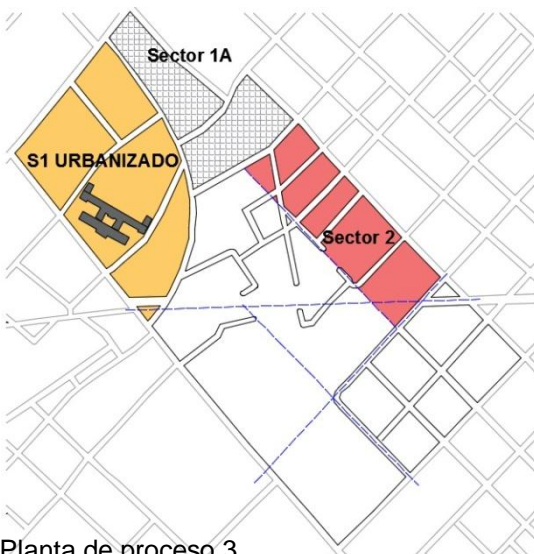 Sector 1A
S1 URBANIZADO
Sector 2
Planta de proceso 3